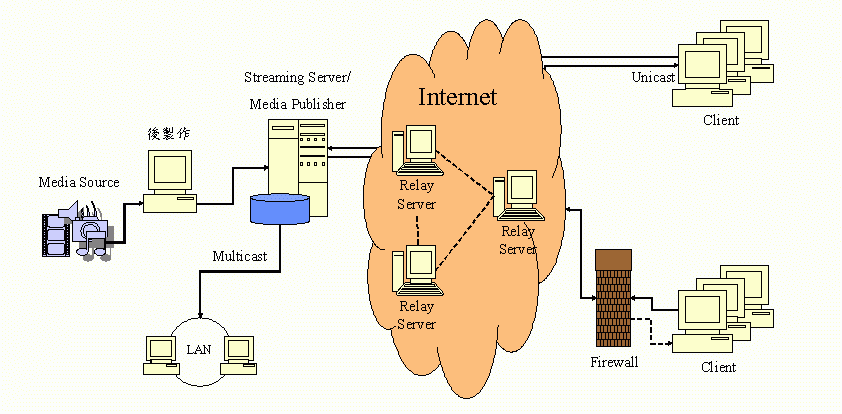 Streaming Server/
Media Publisher
Internet
Unicast
Client
後製作
Media Source
Relay
Server
Relay
Server
Multicast
Relay
Server
LAN
Firewall
Client